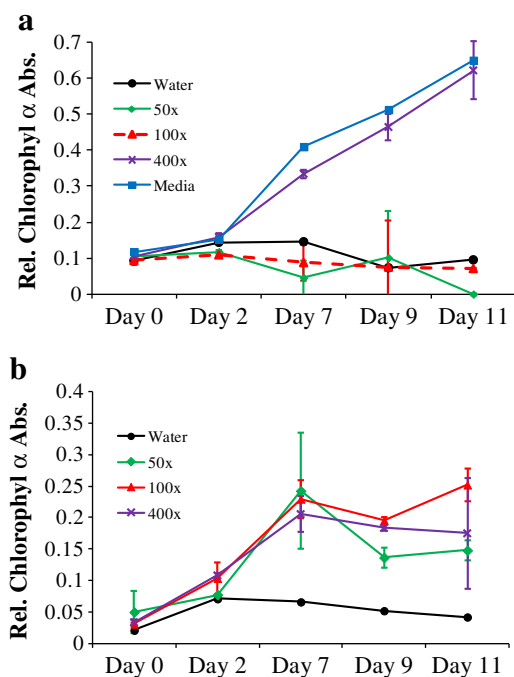 a
Rel. Chlorophyl α Abs.
0.7
0.6
0.5
0.4
0.3
0.2
0.1
0
Water
50x
100x
400x
Media
Day 0 Day 2 Day 7 Day 9 Day 11
b
Rel. Chlorophyl α Abs.
0.4
0.35
0.3
0.25
0.2
0.15
0.1
0.05
0
Water
50x
100x
400x
Day 0 Day 2 Day 7 Day 9 Day 11